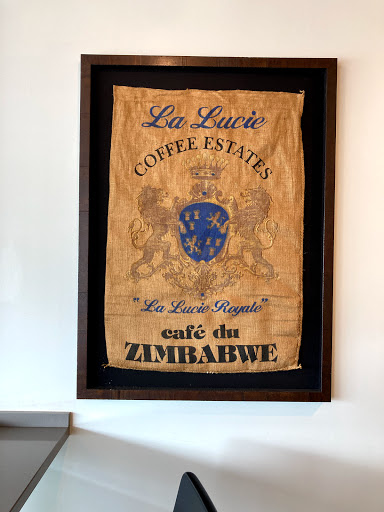 La Lucie
COFFEE ESTATES
"La Lucie Royale"
café du
ZIMBABWE